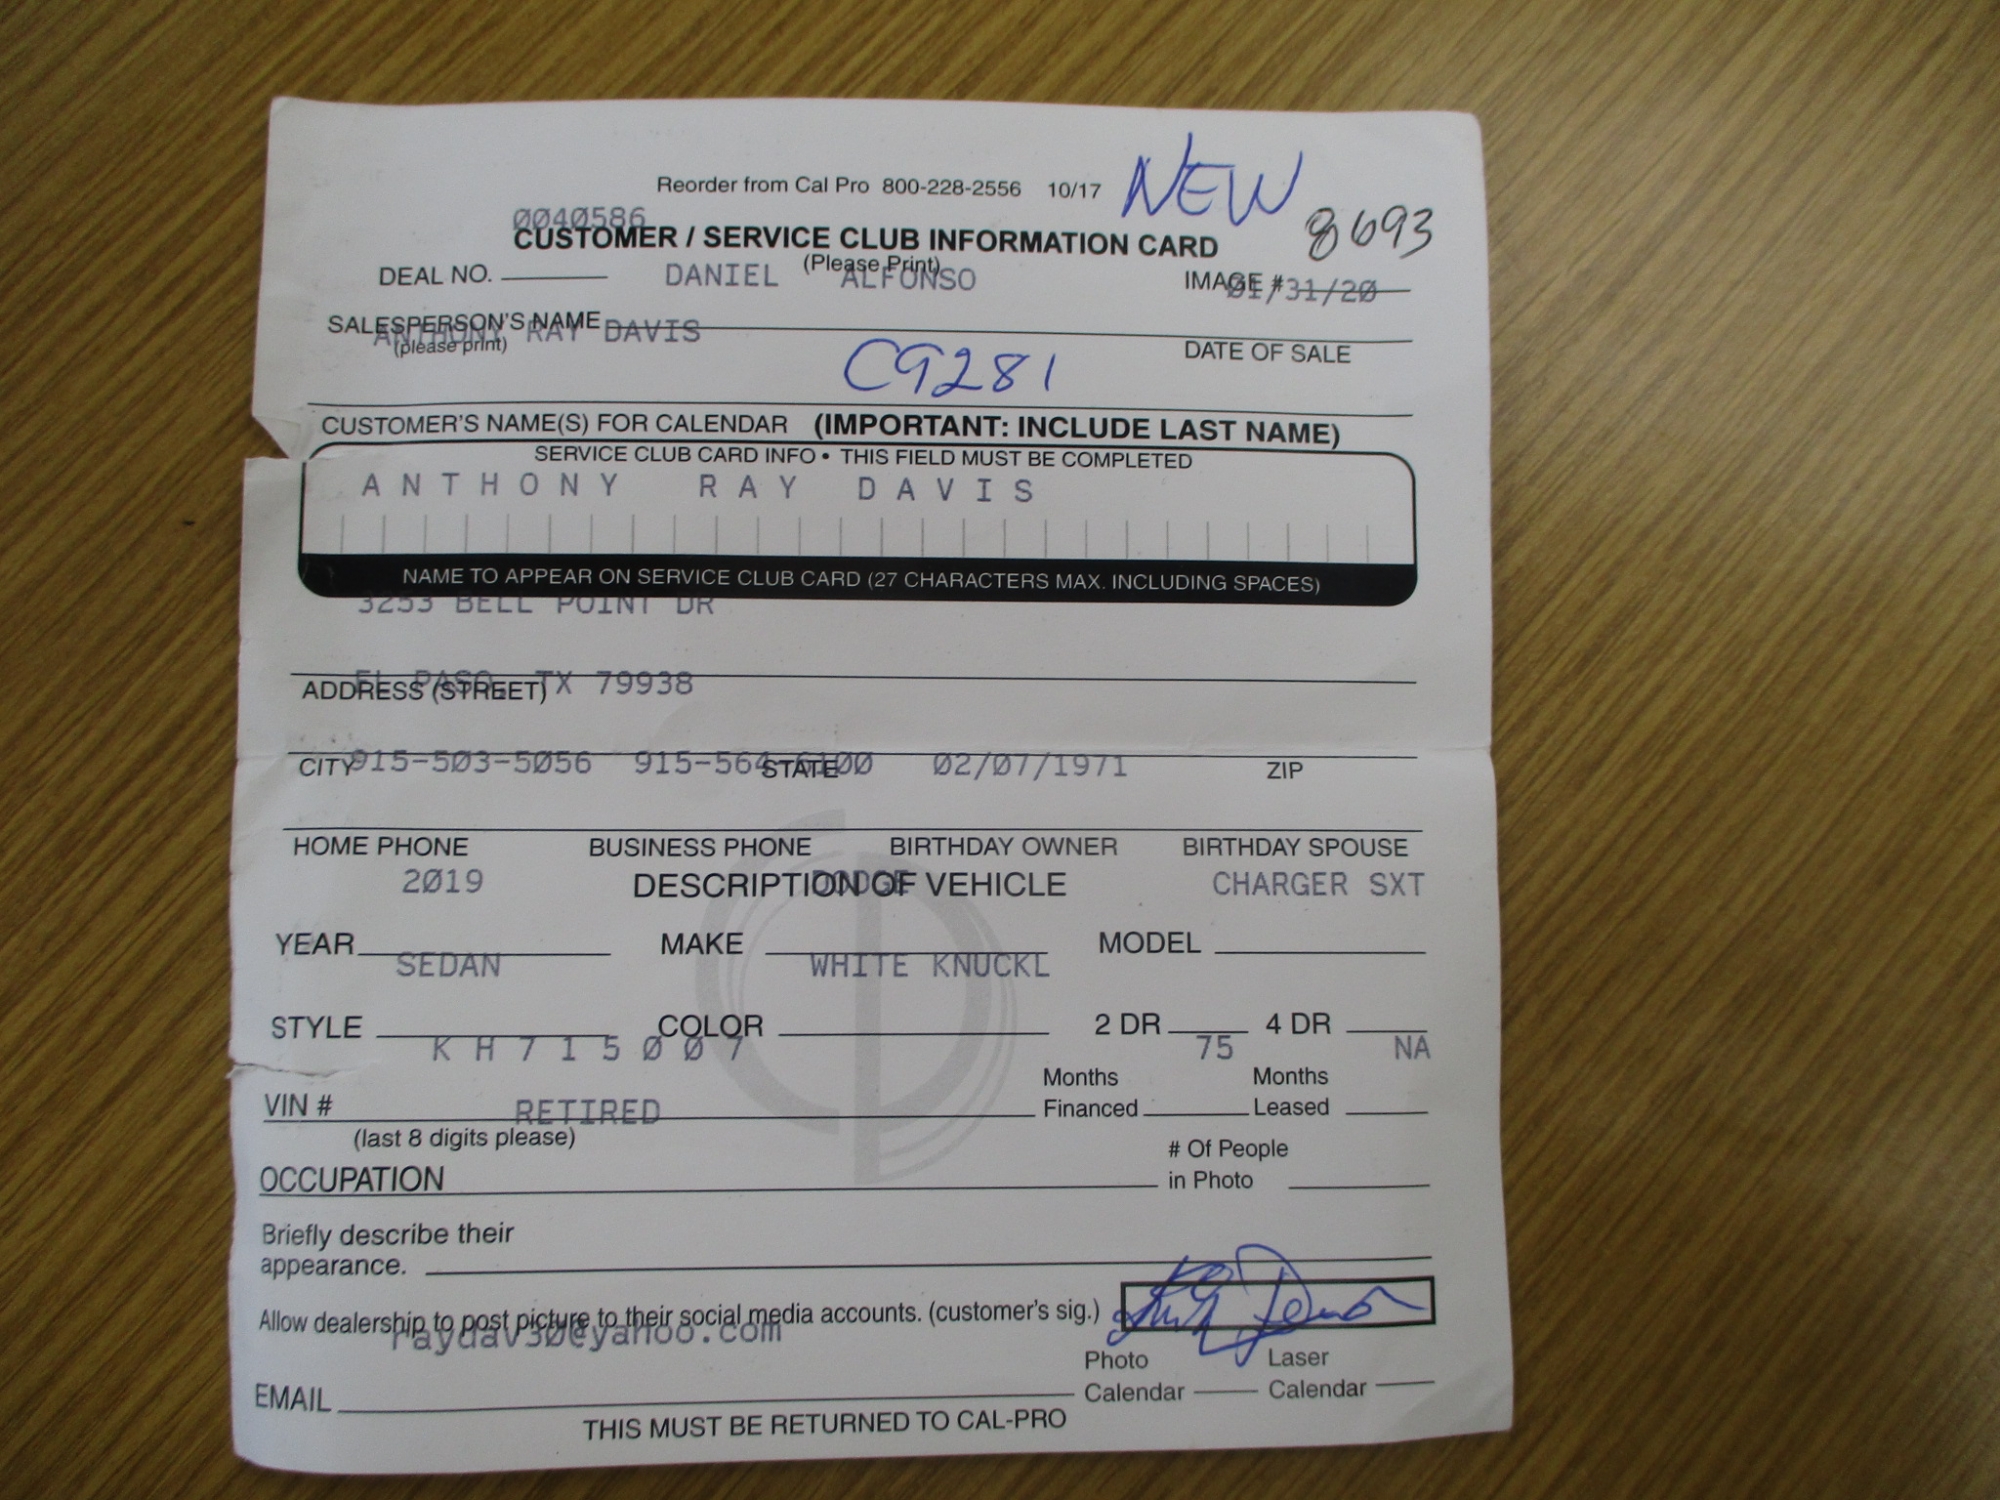 Reorder from Cal Pro 800-228-2556 10/17 NEW
0040586
CUSTOMER / SERVICE CLUB INFORMATION CARD 8693
(Please Print)
DEAL NO. DANIEL ALFONSO IMAGE # 01/31/20
SALESPERSON'S NAME
ANTHONY RAY DAVIS
(please print) DATE OF SALE
C9281
CUSTOMER'S NAME(S) FOR CALENDAR (IMPORTANT: INCLUDE LAST NAME)
SERVICE CLUB CARD INFO • THIS FIELD MUST BE COMPLETED
ANTHONY RAY DAVIS
NAME TO APPEAR ON SERVICE CLUB CARD (27 CHARACTERS MAX. INCLUDING SPACES)
3253 BELL POINT DR
EL PASO, TX 79938
ADDRESS (STREET)
915-503-5056 915-564-6100 02/07/1971
CITY STATE ZIP
HOME PHONE BUSINESS PHONE BIRTHDAY OWNER BIRTHDAY SPOUSE
2019 DODGE CHARGER SXT
DESCRIPTION OF VEHICLE
YEAR MAKE MODEL
SEDAN WHITE KNUCKL
STYLE COLOR 2 DR 4 DR
KH715007 75 NA
Months Months
VIN # Financed Leased
RETIRED
(last 8 digits please)
# Of People
OCCUPATION in Photo
Briefly describe their
appearance.
Allow dealership to post picture to their social media accounts. (customer's sig.)
raydav30@yahoo.com
Photo Laser
EMAIL Calendar Calendar
THIS MUST BE RETURNED TO CAL-PRO